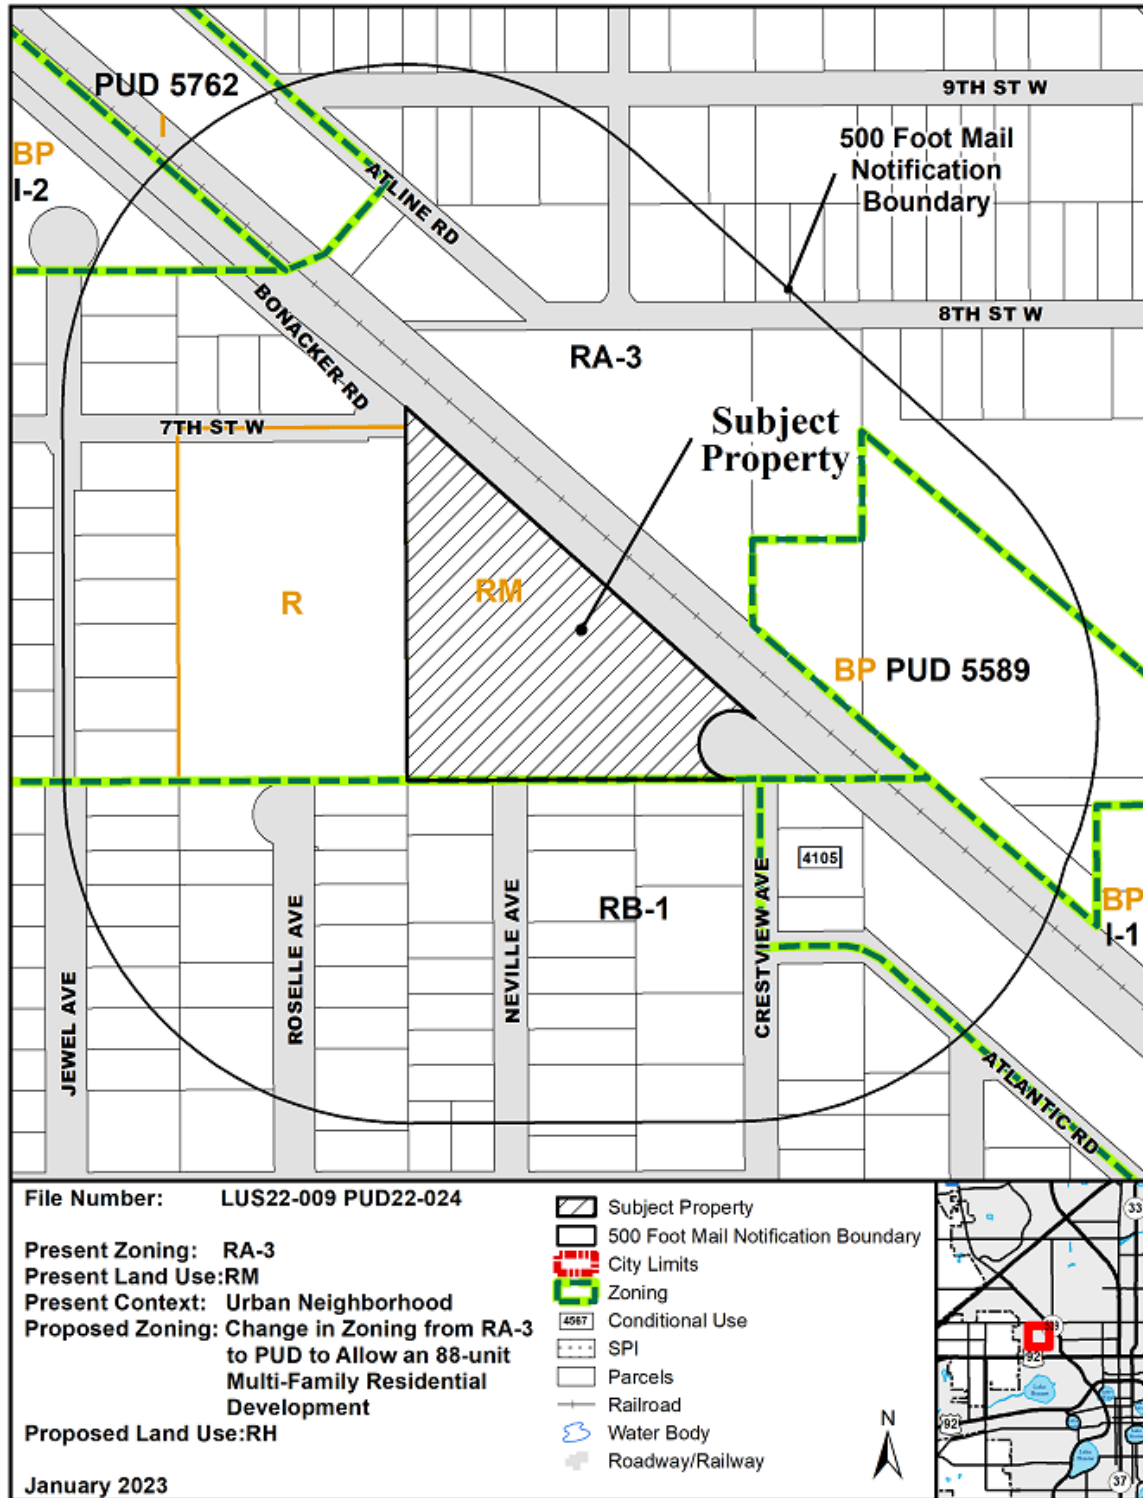 PUD 5762
I
BP
I-2
9TH ST W
500 Foot Mail
Notification
Boundary
ATLINE RD
BONACKER RD
8TH ST W
RA-3
7TH ST W
Subject
Property
R
RM
BP PUD 5589
4105
RB-1
BP
I-1
JEWEL AVE
ROSELLE AVE
NEVILLE AVE
CRESTVIEW AVE
ATLANTIC RD
File Number: LUS22-009 PUD22-024
Present Zoning: RA-3
Present Land Use:RM
Present Context: Urban Neighborhood
Proposed Zoning: Change in Zoning from RA-3
to PUD to Allow an 88-unit
Multi-Family Residential
Development
Proposed Land Use:RH
January 2023
Subject Property
500 Foot Mail Notification Boundary
City Limits
Zoning
4567 Conditional Use
SPI
Parcels
Railroad
Water Body
Roadway/Railway
N
33
92
92
37